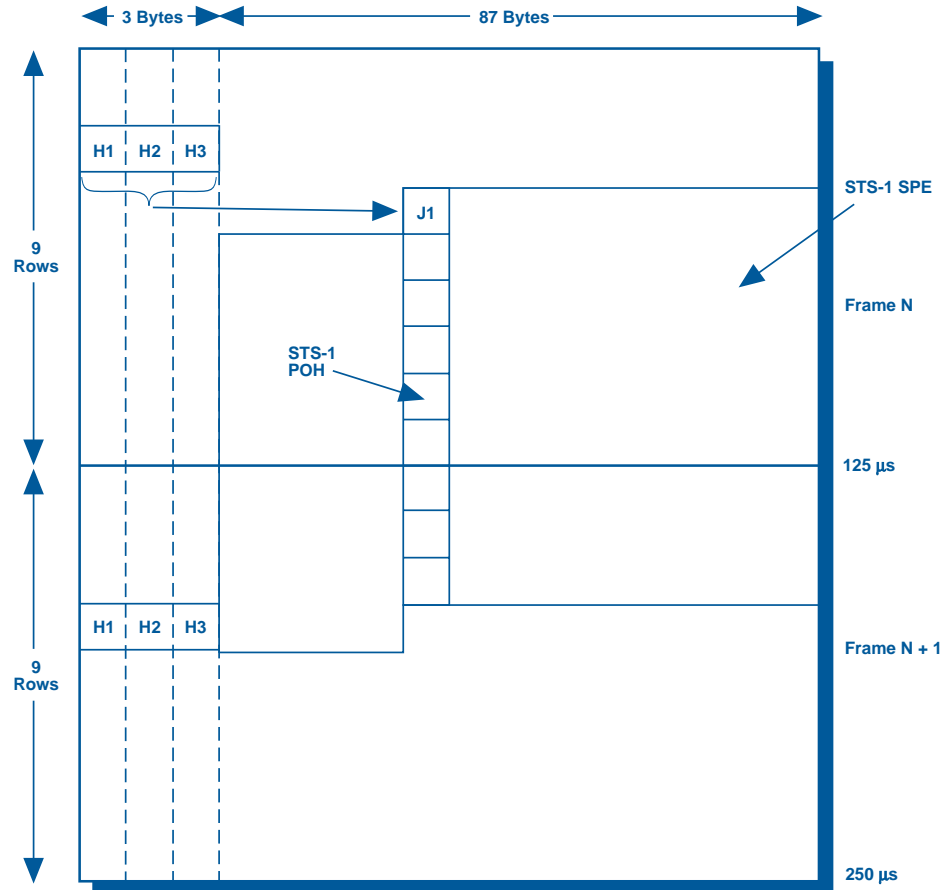 3 Bytes
87 Bytes
H1 H2 H3
STS-1 SPE
J1
9
Rows
Frame N
STS-1
POH
125 µs
H1 H2 H3
Frame N + 1
9
Rows
250 µs